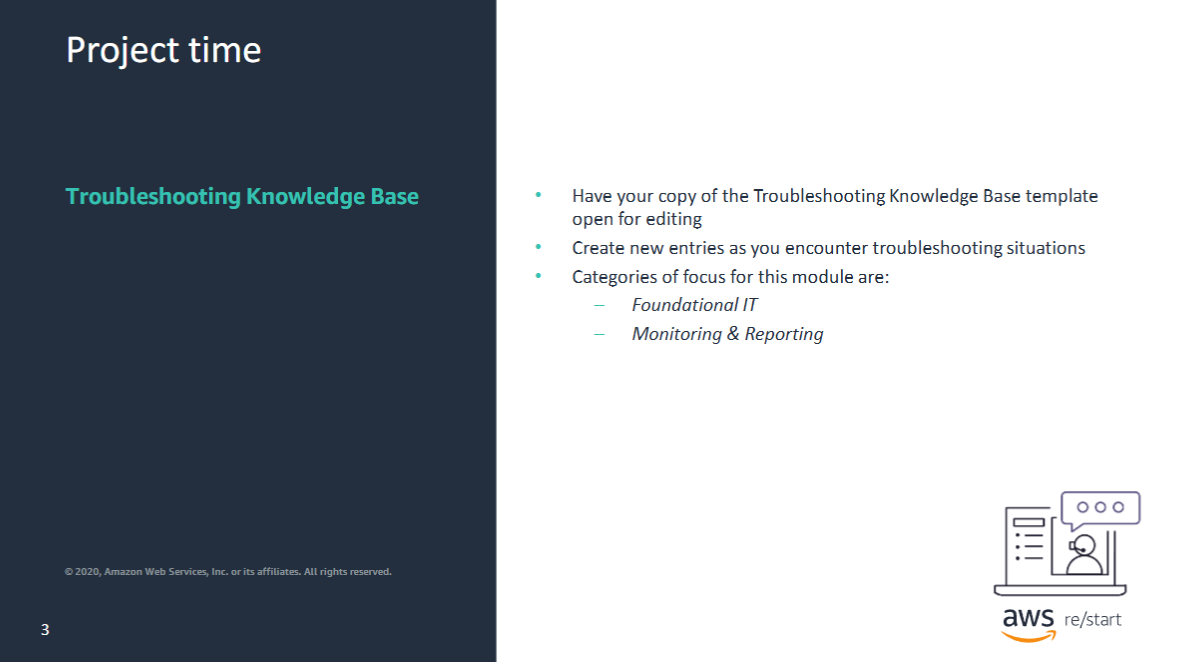 Project time
Troubleshooting Knowledge Base
• Have your copy of the Troubleshooting Knowledge Base template
open for editing
• Create new entries as you encounter troubleshooting situations
• Categories of focus for this module are:
– Foundational IT
– Monitoring & Reporting
© 2020, Amazon Web Services, Inc. or its affiliates. All rights reserved.
3
aws re/start